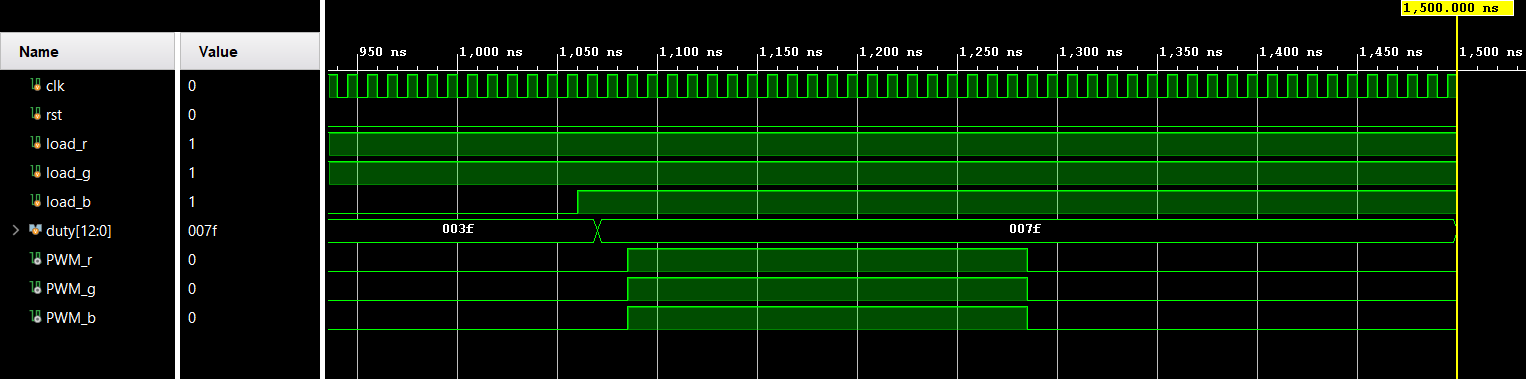 1,500.000 ns
Name Value 950 ns 1,000 ns 1,050 ns 1,100 ns 1,150 ns 1,200 ns 1,250 ns 1,300 ns 1,350 ns 1,400 ns 1,450 ns 1,500 ns
clk 0
rst 0
load_r 1
load_g 1
load_b 1
duty[12:0] 007f 003f 007f
PWM_r 0
PWM_g 0
PWM_b 0